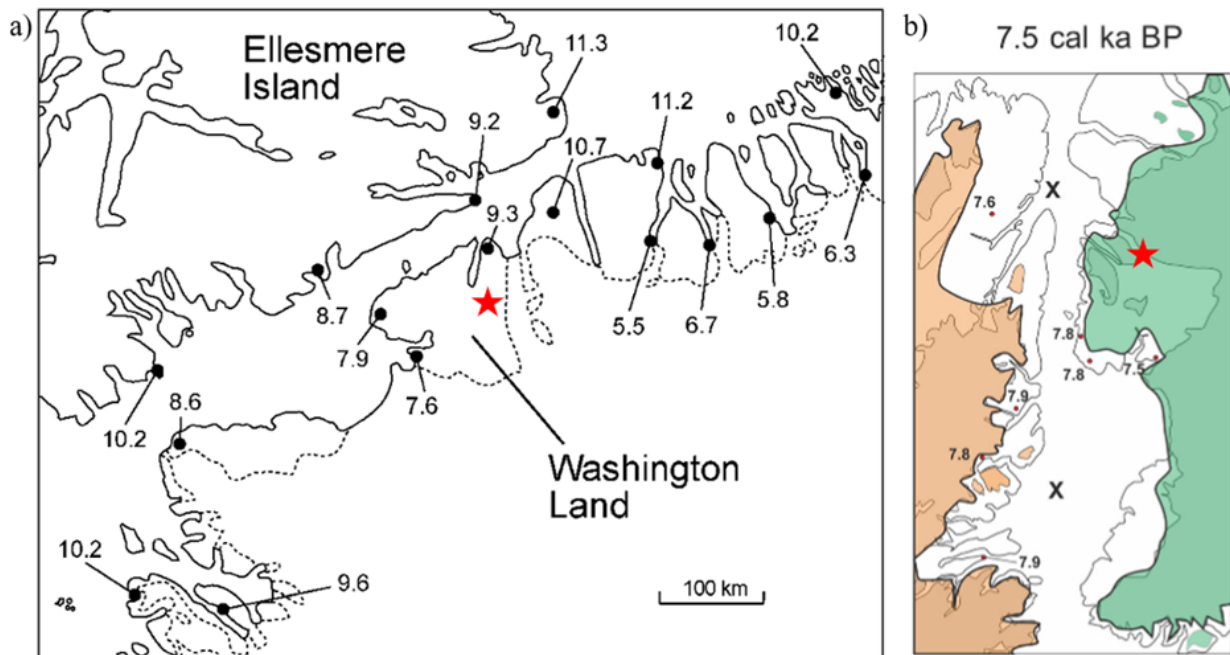 a)
Ellesmere
Island
11.3
10.2
9.2
10.7
11.2
9.3
6.3
8.7
7.9
5.5
6.7
5.8
10.2
8.6
7.6
Washington
Land
10.2
9.6
100 km
b)
7.5 cal ka BP
X
7.6
7.8
7.8
7.5
7.9
7.8
X
7.9